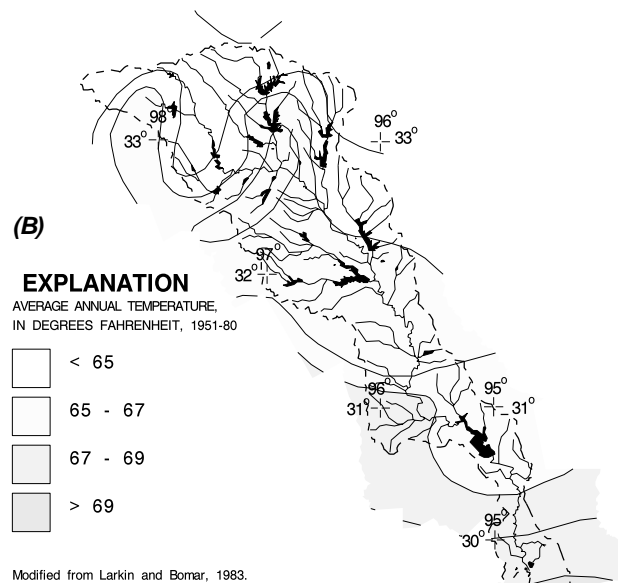 98
33°
96°
33°
(B)
97°
32°
EXPLANATION
AVERAGE ANNUAL TEMPERATURE,
IN DEGREES FAHRENHEIT, 1951-80
< 65
65 - 67
67 - 69
> 69
96°
31°
95°
31°
95°
30°
Modified from Larkin and Bomar, 1983.